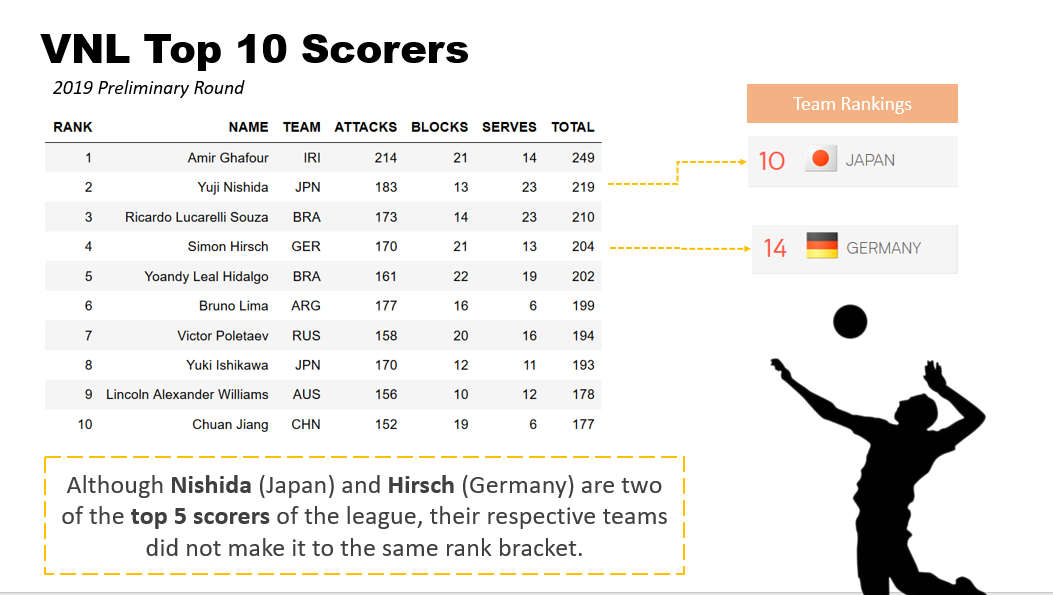 VNL Top 10 Scorers
2019 Preliminary Round
RANK NAME TEAM ATTACKS BLOCKS SERVES TOTAL
1 Amir Ghafour IRI 214 21 14 249
2 Yuji Nishida JPN 183 13 23 219
3 Ricardo Lucarelli Souza BRA 173 14 23 210
4 Simon Hirsch GER 170 21 13 204
5 Yoandy Leal Hidalgo BRA 161 22 19 202
6 Bruno Lima ARG 177 16 6 199
7 Victor Poletaev RUS 158 20 16 194
8 Yuki Ishikawa JPN 170 12 11 193
9 Lincoln Alexander Williams AUS 156 10 12 178
10 Chuan Jiang CHN 152 19 6 177
Team Rankings
10 JAPAN
14 GERMANY
Although Nishida (Japan) and Hirsch (Germany) are two
of the top 5 scorers of the league, their respective teams
did not make it to the same rank bracket.